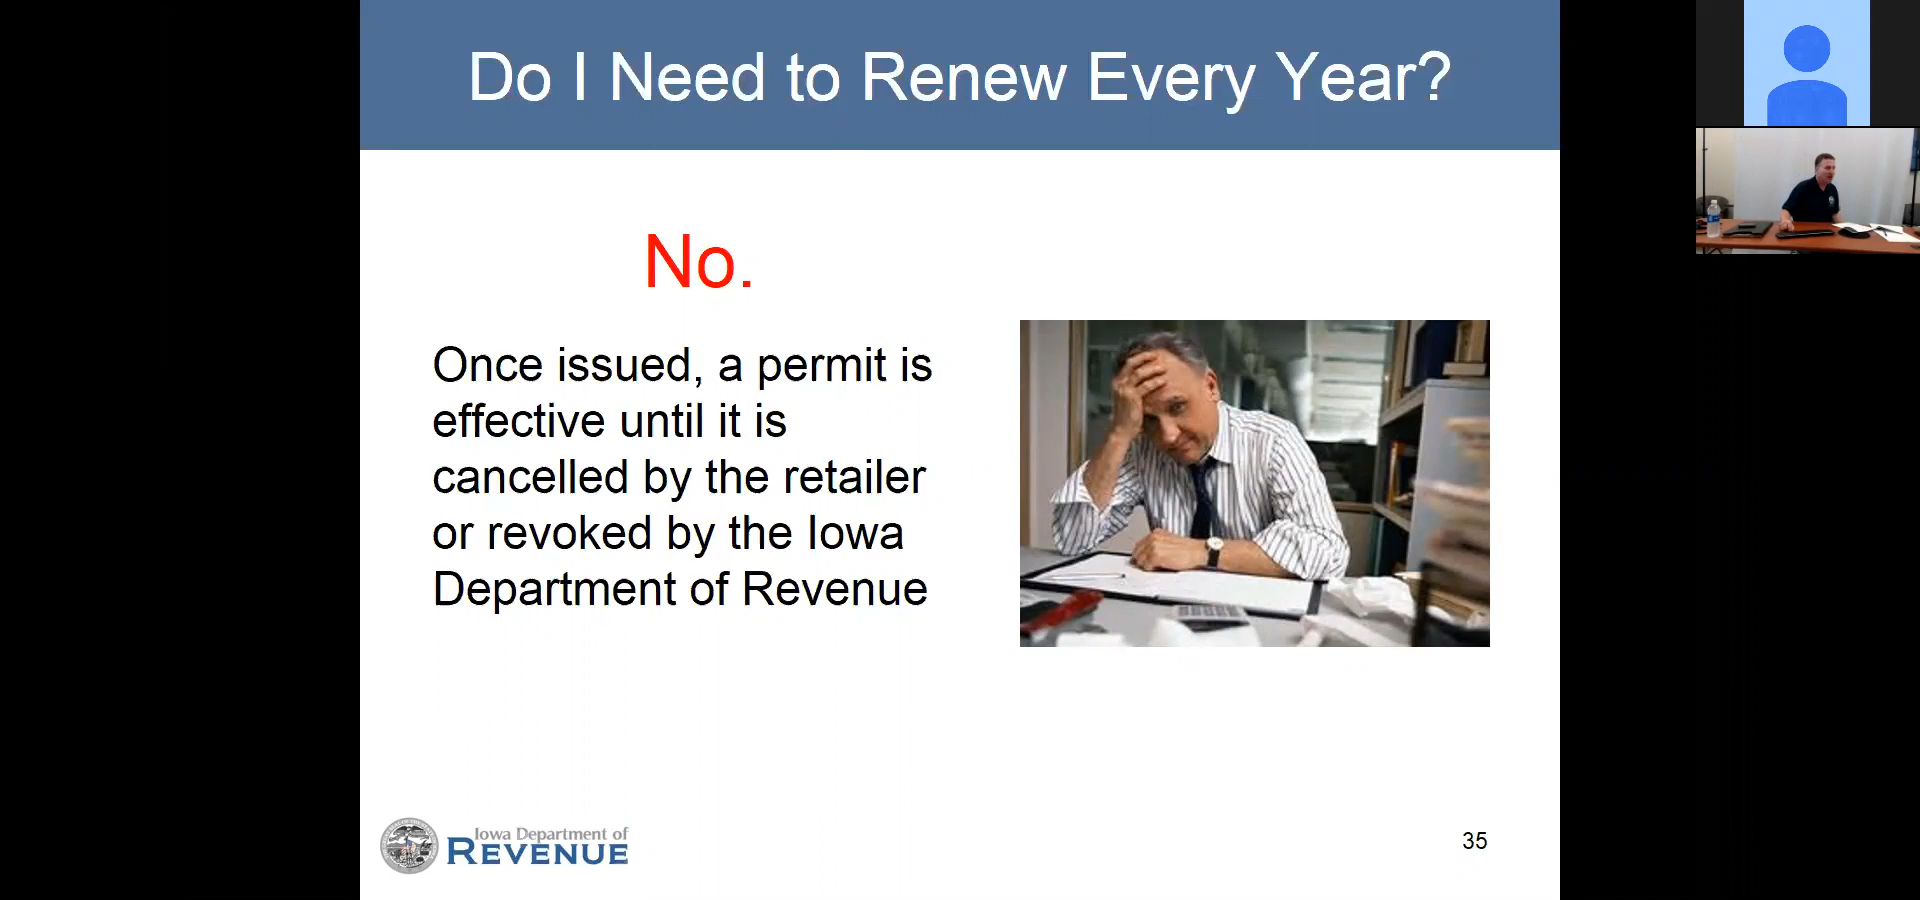 Do I Need to Renew Every Year?
No.
Once issued, a permit is
effective until it is
cancelled by the retailer
or revoked by the Iowa
Department of Revenue
Iowa Department of
REVENUE
35